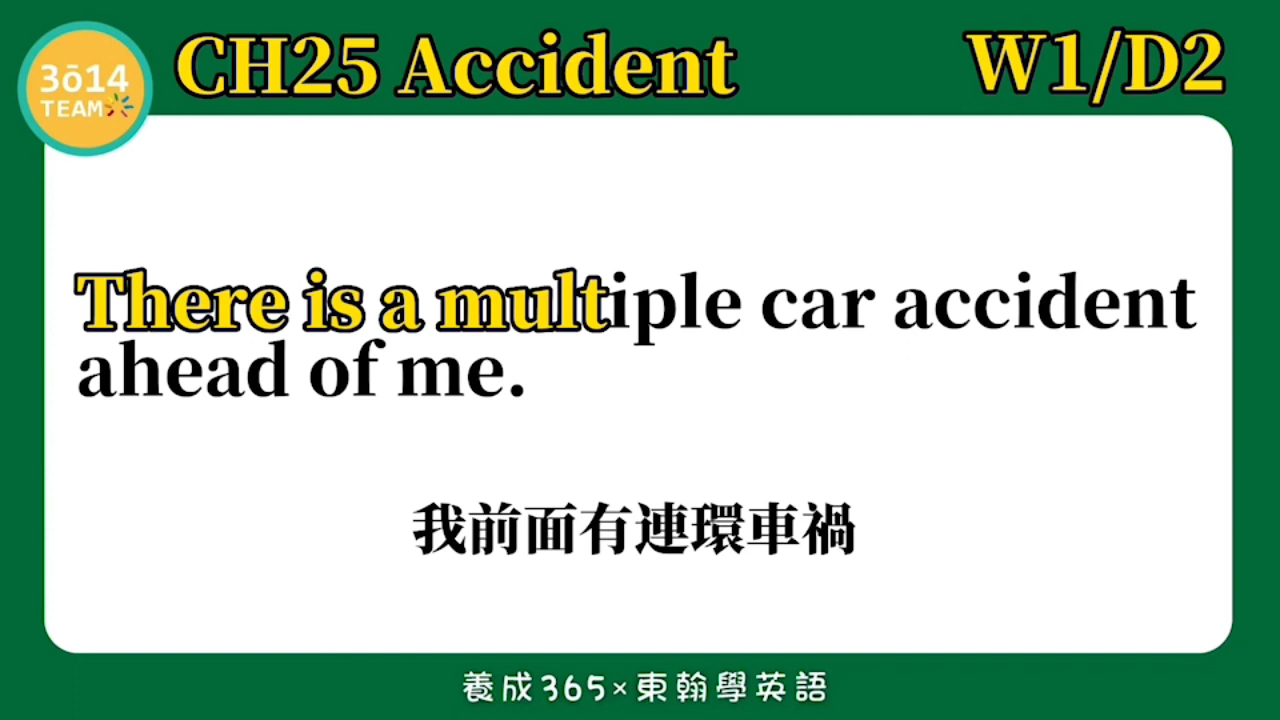 3ō14
TEAM
CH25 Accident
W1/D2
There is a multiple car accident
ahead of me.
我前面有連環車禍
養成365×東翰學英語